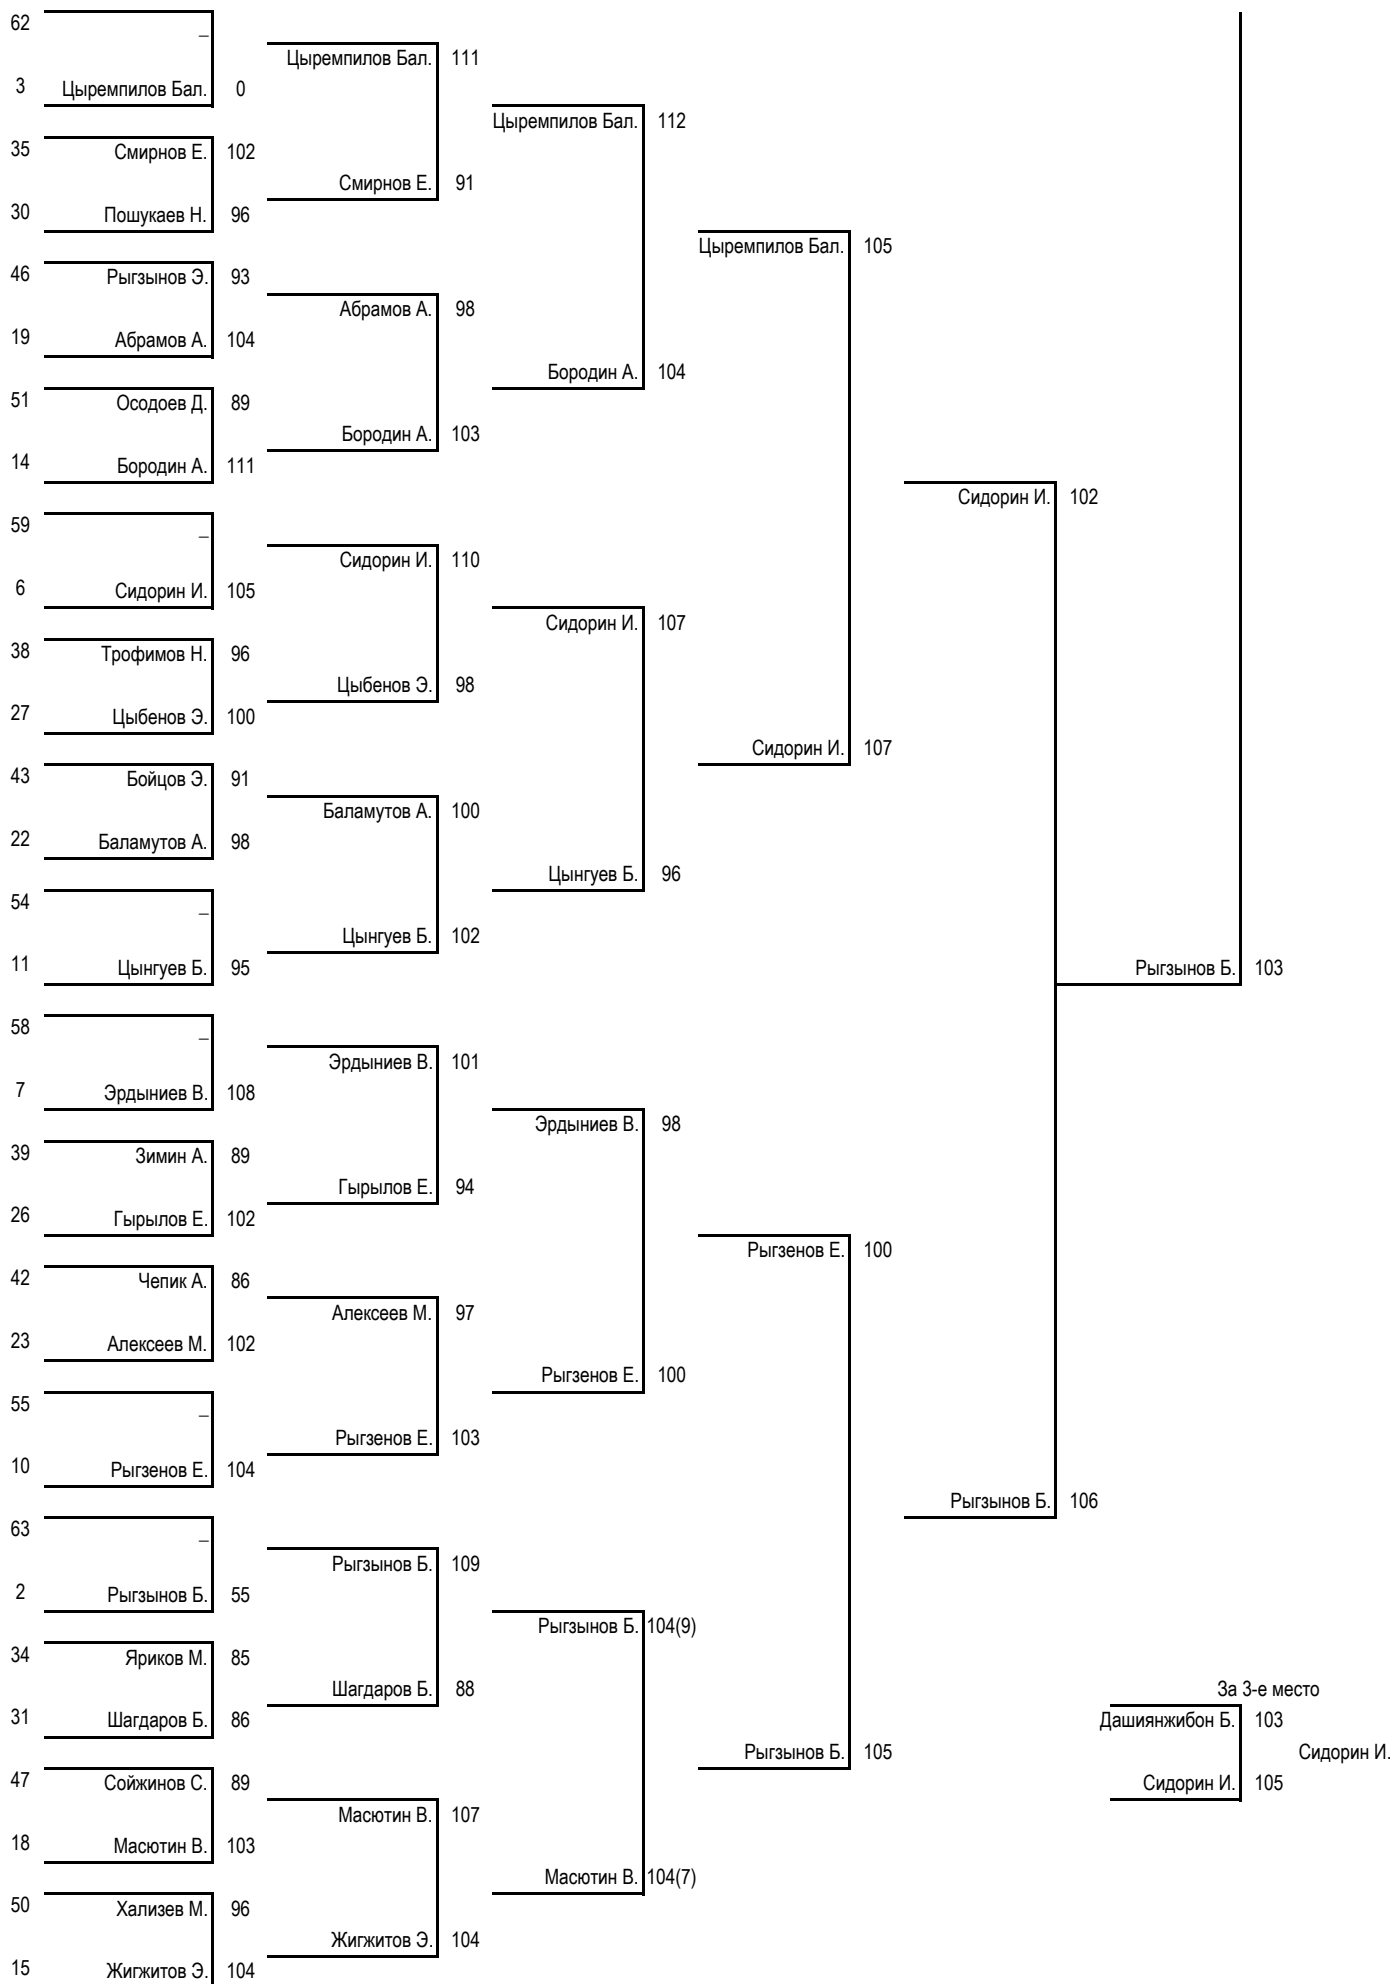 62
_
Цыремпилов Бал. 111
3 Цыремпилов Бал. 0
Цыремпилов Бал. 112
35 Смирнов Е. 102
Смирнов Е. 91
30 Пошукаев Н. 96
Цыремпилов Бал. 105
46 Рыгзынов Э. 93
Абрамов А. 98
19 Абрамов А. 104
Бородин А. 104
51 Осодоев Д. 89
Бородин А. 103
14 Бородин А. 111
Сидорин И. 102
59
_
Сидорин И. 110
6 Сидорин И. 105
Сидорин И. 107
38 Трофимов Н. 96
Цыбенов Э. 98
27 Цыбенов Э. 100
Сидорин И. 107
43 Бойцов Э. 91
Баламутов А. 100
22 Баламутов А. 98
Цынгуев Б. 96
54
_
Цынгуев Б. 102
11 Цынгуев Б. 95
Рыгзынов Б. 103
58
_
Эрдыниев В. 101
7 Эрдыниев В. 108
Эрдыниев В. 98
39 Зимин А. 89
Гырылов Е. 94
26 Гырылов Е. 102
Рыгзенов Е. 100
42 Чепик А. 86
Алексеев М. 97
23 Алексеев М. 102
Рыгзенов Е. 100
55
_
Рыгзенов Е. 103
10 Рыгзенов Е. 104
Рыгзынов Б. 106
63
_
Рыгзынов Б. 109
2 Рыгзынов Б. 55
Рыгзынов Б. 104(9)
34 Яриков М. 85
Шагдаров Б. 88
За 3-е место
31 Шагдаров Б. 86
Дашиянжибон Б. 103
Рыгзынов Б. 105
Сидорин И.
47 Сойжинов С. 89
Сидорин И. 105
Масютин В. 107
18 Масютин В. 103
Масютин В. 104(7)
50 Хализев М. 96
Жигжитов Э. 104
15 Жигжитов Э. 104